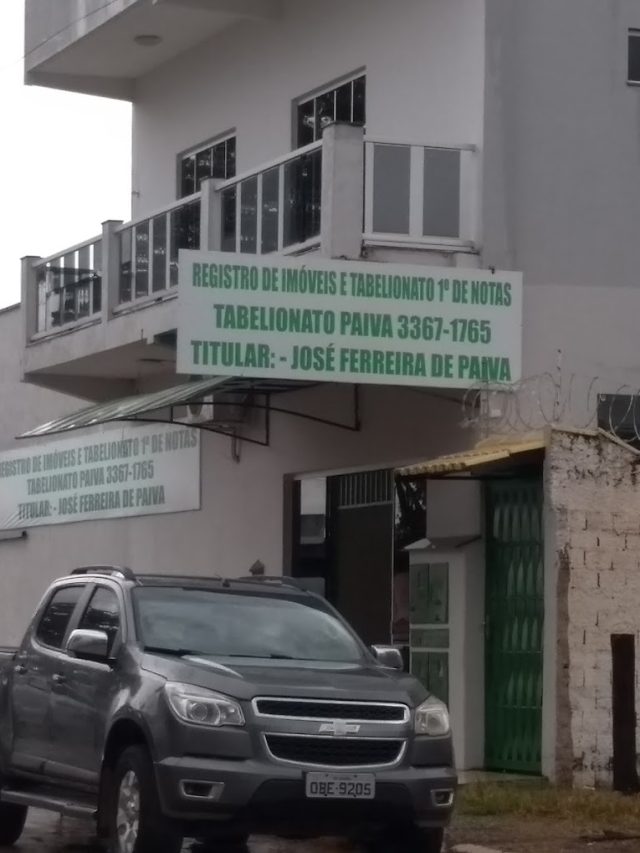 REGISTRO DE IMÓVEIS E TABELIONATO 1º DE NOTAS
TABELIONATO PAIVA 3367-1765
TITULAR: - JOSÉ FERREIRA DE PAIVA
REGISTRO DE IMÓVEIS E TABELIONATO 1º DE NOTAS
TABELIONATO PAIVA 3367-1765
TITULAR:- JOSÉ FERREIRA DE PAIVA
OBE-9205